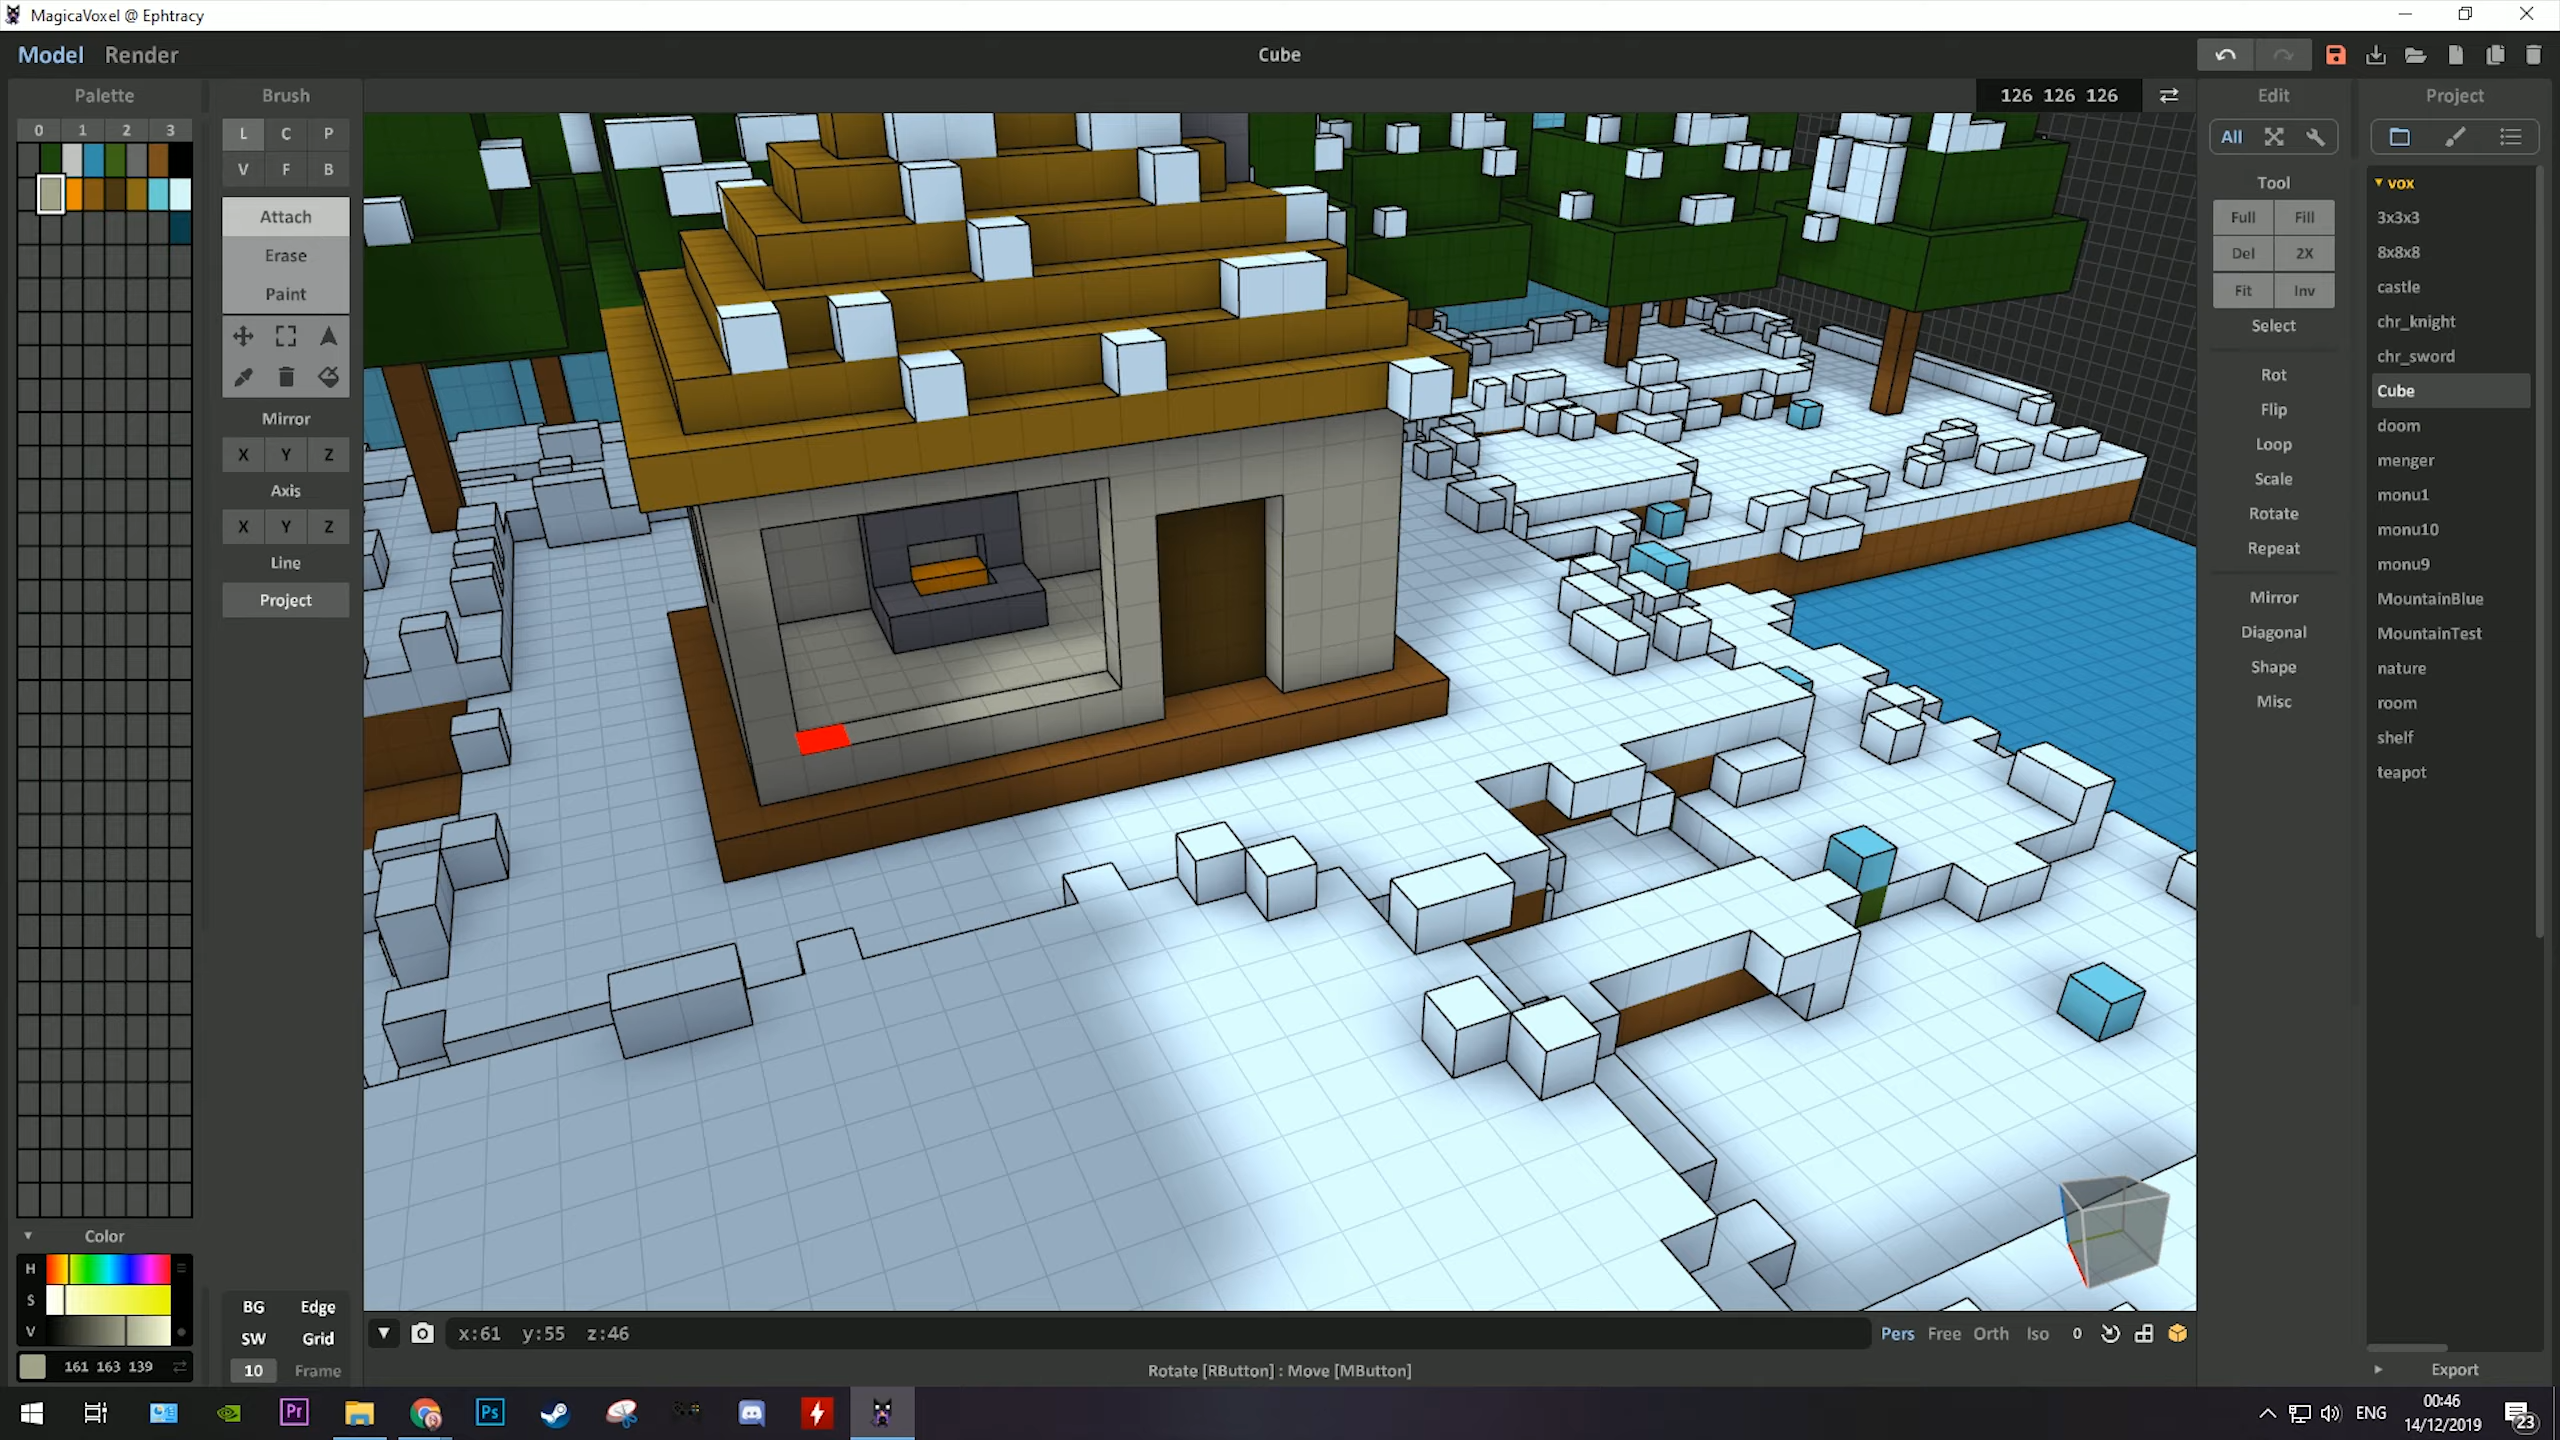 MagicaVoxel @ Ephtracy
Model Render
Cube
Palette
Brush
126 126 126
Edit
Project
0 1 2 3
L C P
V F B
Attach
Erase
Paint
Mirror
X Y Z
Axis
X Y Z
Line
Project
All
Tool
Full Fill
Del 2X
Fit Inv
Select
Rot
Flip
Loop
Scale
Rotate
Repeat
Mirror
Diagonal
Shape
Misc
vox
3x3x3
8x8x8
castle
chr_knight
chr_sword
Cube
doom
menger
monu1
monu10
monu9
MountainBlue
MountainTest
nature
room
shelf
teapot
Color
H
S
V
161 163 139
BG Edge
SW Grid
10 Frame
x:61 y:55 z:46
Pers Free Orth Iso 0
Rotate [RButton] : Move [MButton]
Export
Pr
Ps
ENG
00:46
14/12/2019
23